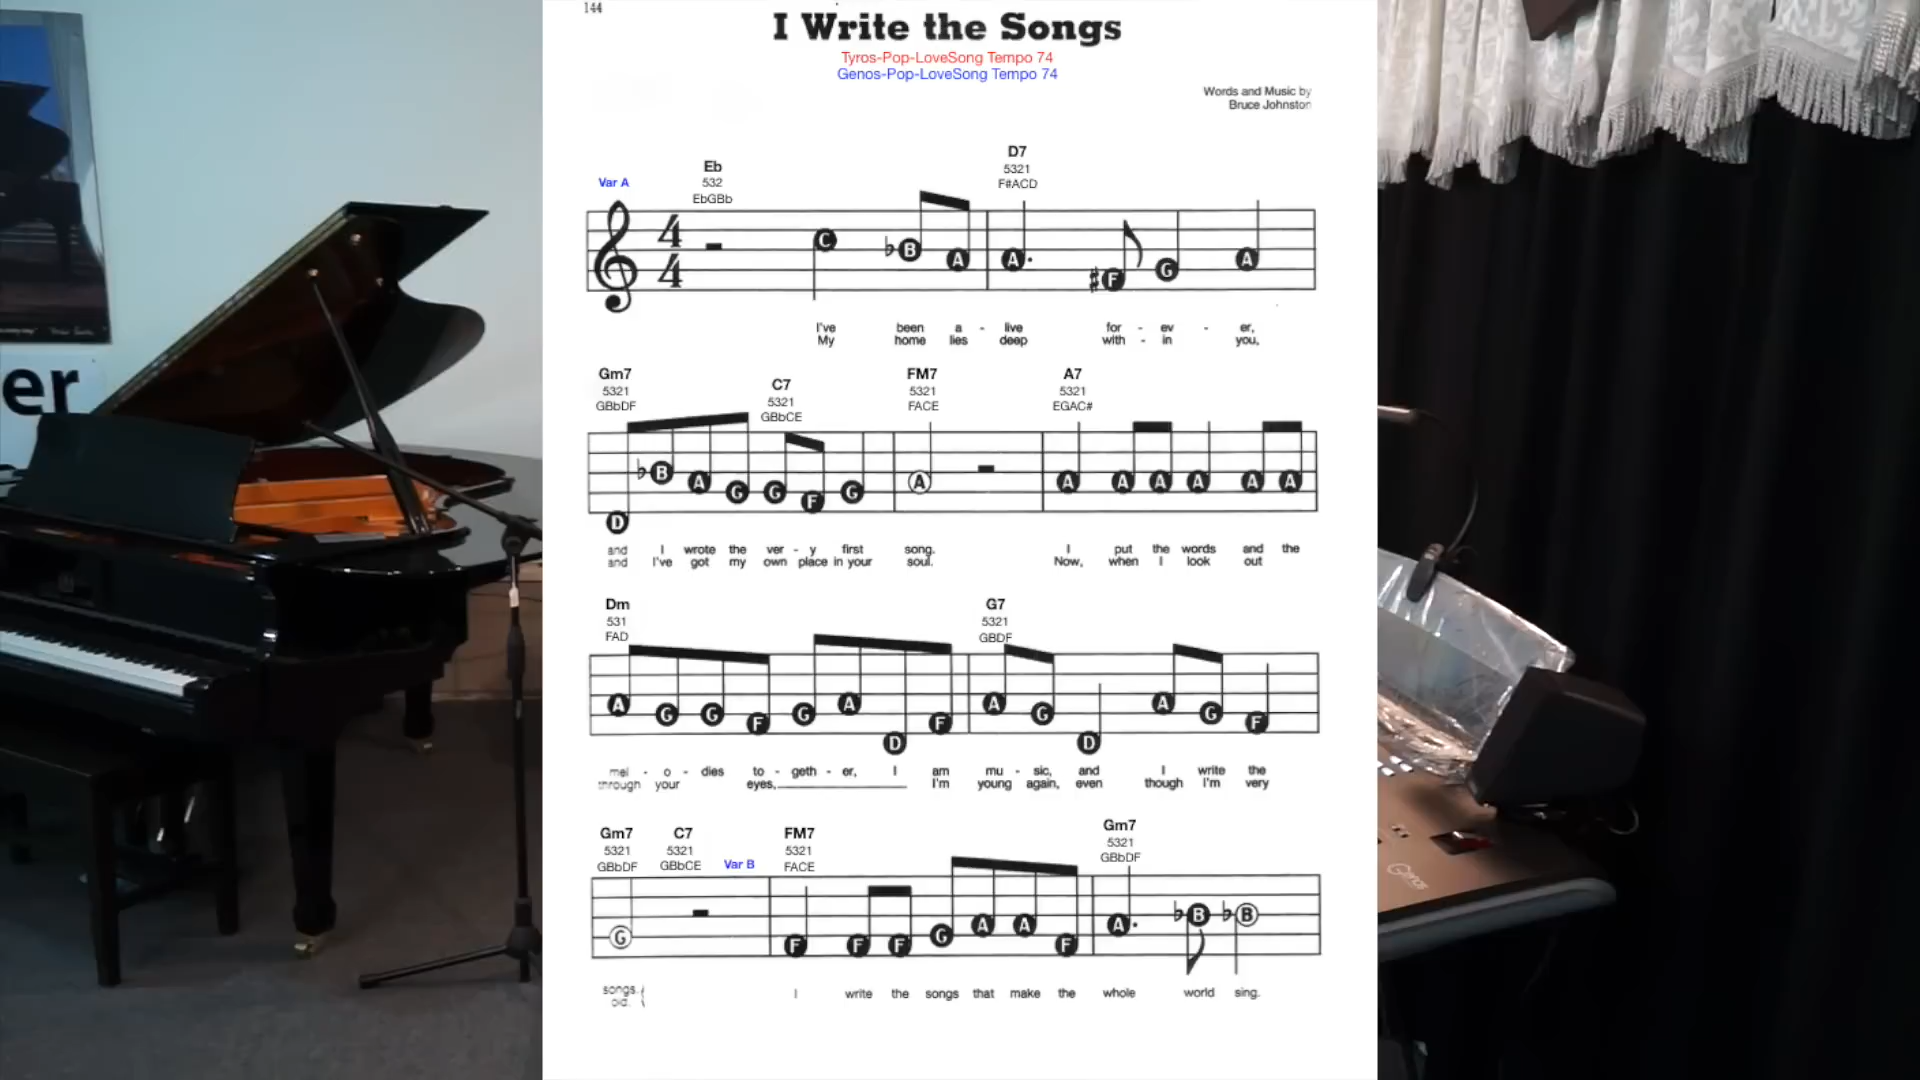 144
I Write the Songs
Tyros-Pop-LoveSong Tempo 74
Genos-Pop-LoveSong Tempo 74
Words and Music by
Bruce Johnston
Eb D7
Var A 532 5321
EbGBb F#ACD
4
4
C ♭B A A. ♯F G A
I've been a - live for - ev - er,
My home lies deep with - in you,
Gm7 C7 FM7 A7
5321 5321 5321 5321
GBbDF GBbCE FACE EGAC#
D ♭B A G G F G A A A A A A A
and I wrote the ver - y first song. I put the words and the
and I've got my own place in your soul. Now, when I look out
Dm G7
531 5321
FAD GBDF
A G G F G A D F A G D A G F
mel - o - dies to - geth - er, I am mu - sic, and I write the
through your eyes, I'm young again, even though I'm very
Gm7 C7 FM7 Gm7
5321 5321 5321 5321
GBbDF GBbCE Var B FACE GBbDF
G F F F G A A F A. ♭B ♭B
songs. I write the songs that make the whole world sing.
old.
er
Genos